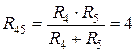 R₄₅ = R₄ · R₅ / (R₄ + R₅) = 4